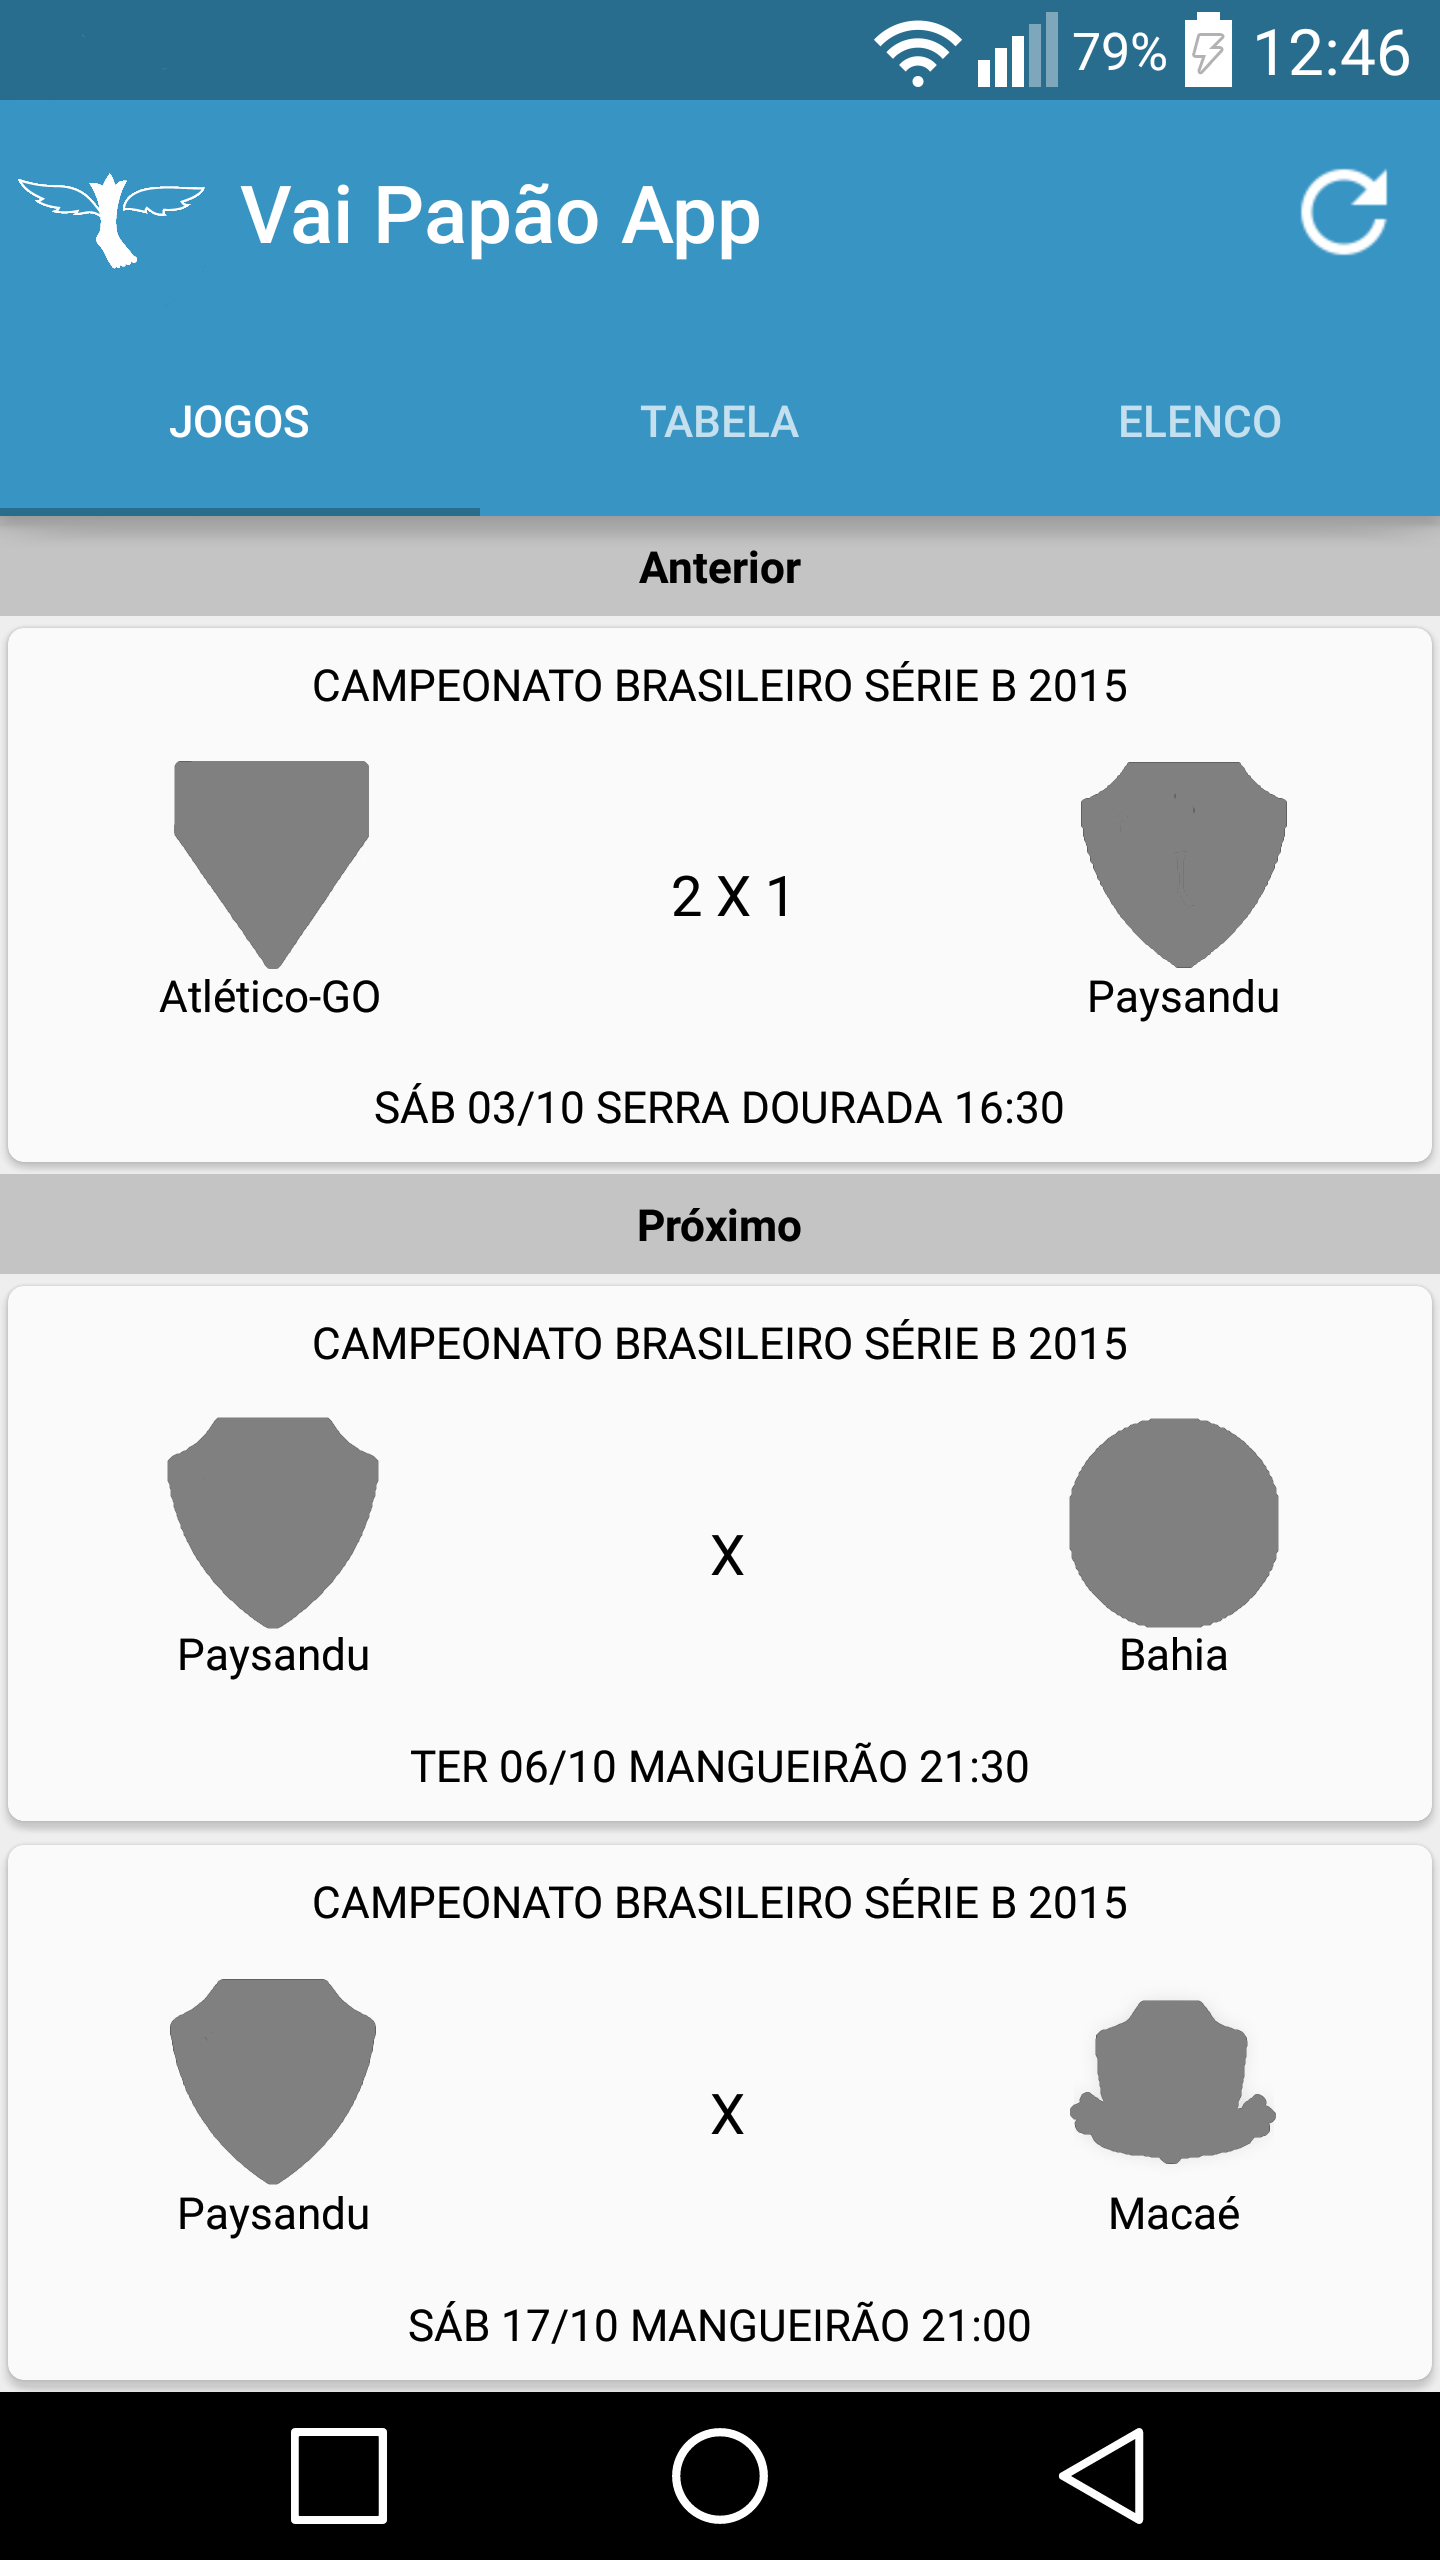 79% 12:46
Vai Papão App
JOGOS TABELA ELENCO
Anterior
CAMPEONATO BRASILEIRO SÉRIE B 2015
2 X 1
Atlético-GO Paysandu
SÁB 03/10 SERRA DOURADA 16:30
Próximo
CAMPEONATO BRASILEIRO SÉRIE B 2015
X
Paysandu Bahia
TER 06/10 MANGUEIRÃO 21:30
CAMPEONATO BRASILEIRO SÉRIE B 2015
X
Paysandu Macaé
SÁB 17/10 MANGUEIRÃO 21:00